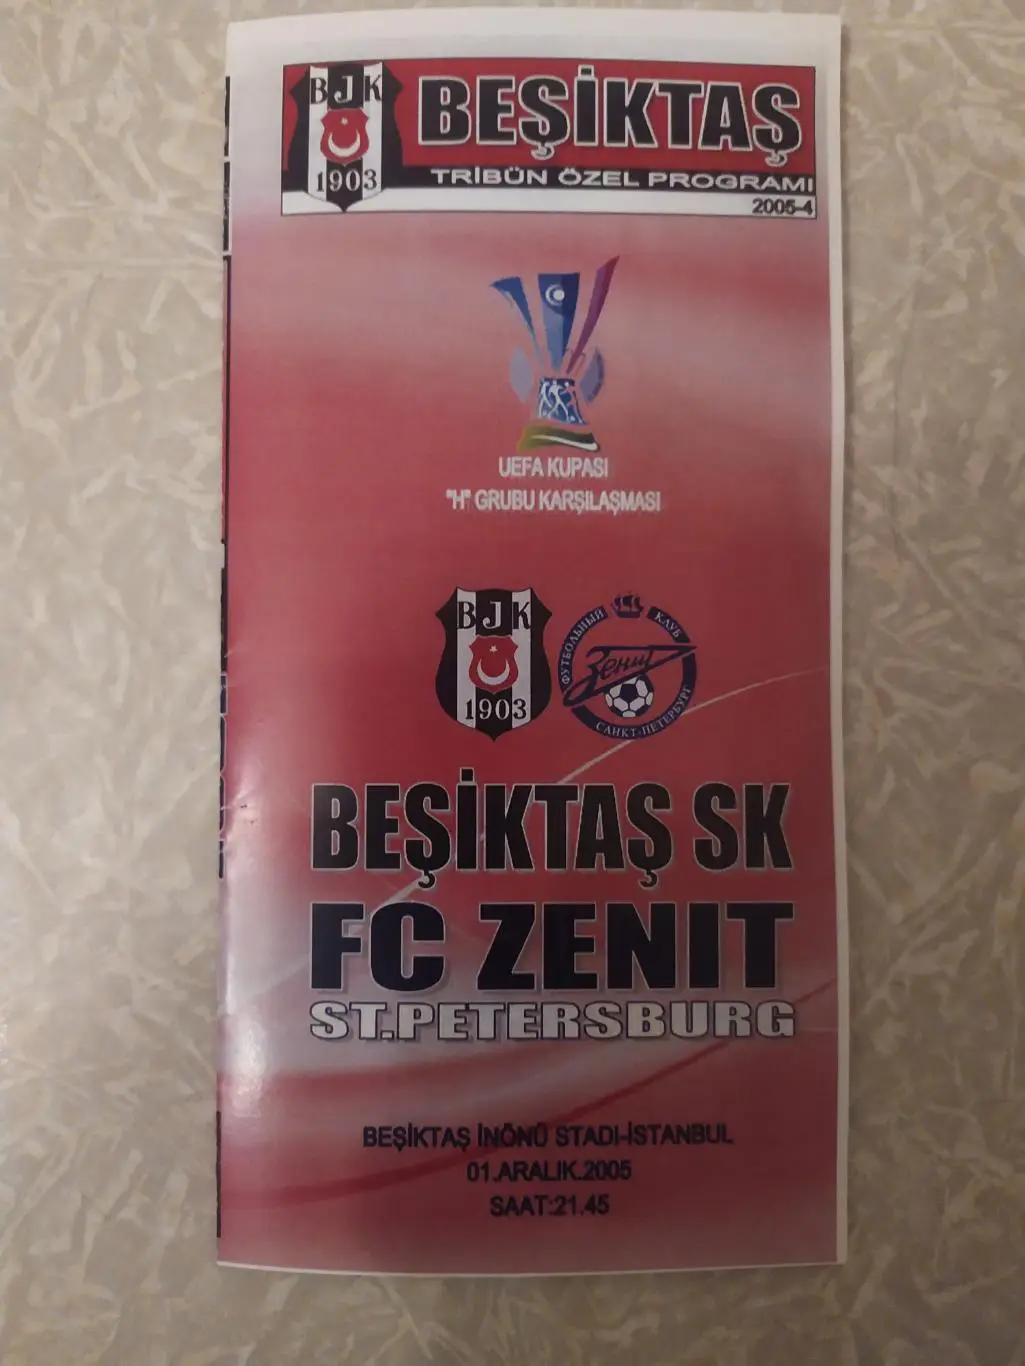 BJK
1903
BEŞİKTAŞ
TRİBÜN ÖZEL PROGRAMI
2005-4
UEFA KUPASI
"H" GRUBU KARŞILAŞMASI
BJK
1903
ФУТБОЛЬНЫЙ КЛУБ
Зенит
САНКТ-ПЕТЕРБУРГ
BEŞİKTAŞ SK
FC ZENIT
ST.PETERSBURG
BEŞİKTAŞ İNÖNÜ STADI-İSTANBUL
01.ARALIK.2005
SAAT:21.45